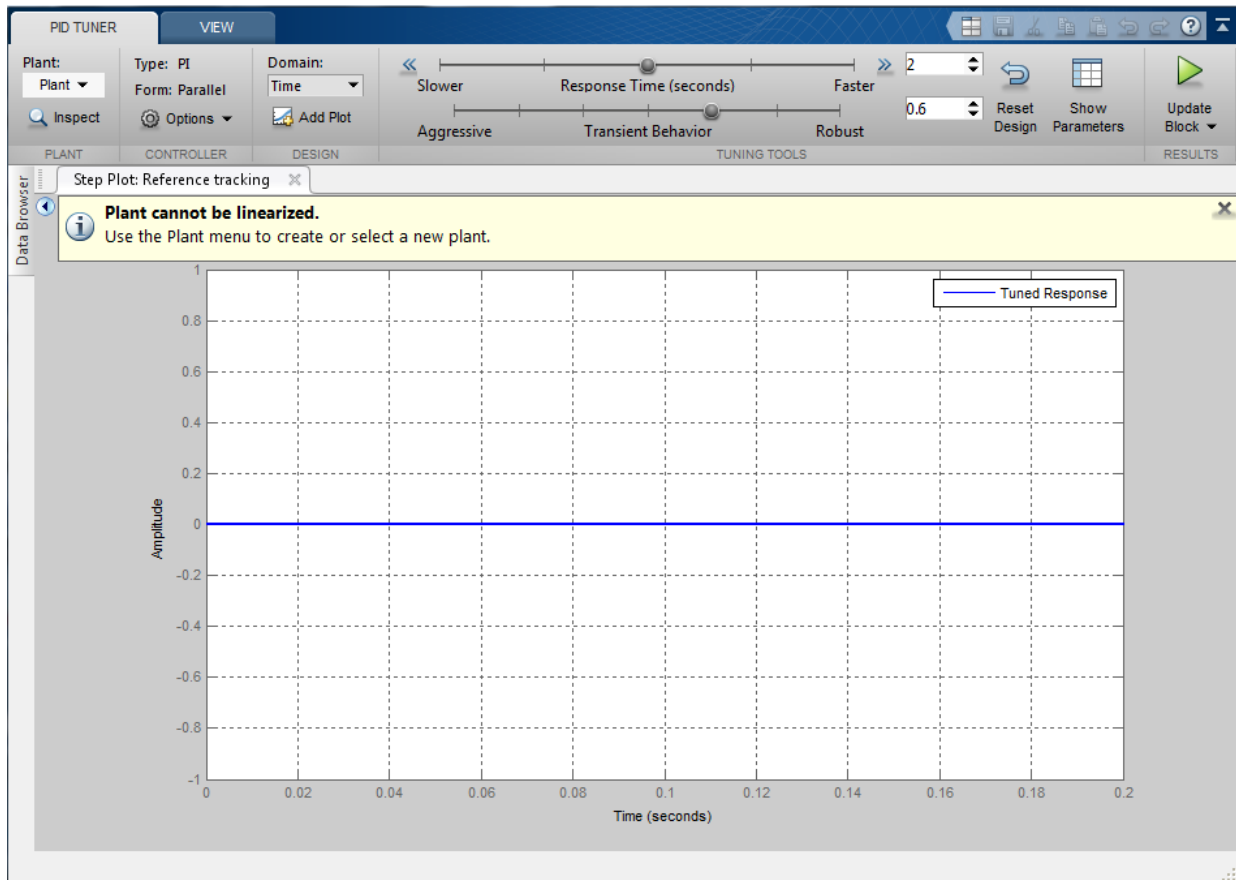 PID TUNER
VIEW
Plant:
Plant
Inspect
PLANT
Type: PI
Form: Parallel
Options
CONTROLLER
Domain:
Time
Add Plot
DESIGN
Slower Response Time (seconds) Faster
2
Aggressive Transient Behavior Robust
0.6
Reset
Design
Show
Parameters
TUNING TOOLS
Update
Block
RESULTS
Data Browser
Step Plot: Reference tracking
Plant cannot be linearized.
Use the Plant menu to create or select a new plant.
Tuned Response
1
0.8
0.6
0.4
0.2
0
-0.2
-0.4
-0.6
-0.8
-1
Amplitude
0 0.02 0.04 0.06 0.08 0.1 0.12 0.14 0.16 0.18 0.2
Time (seconds)